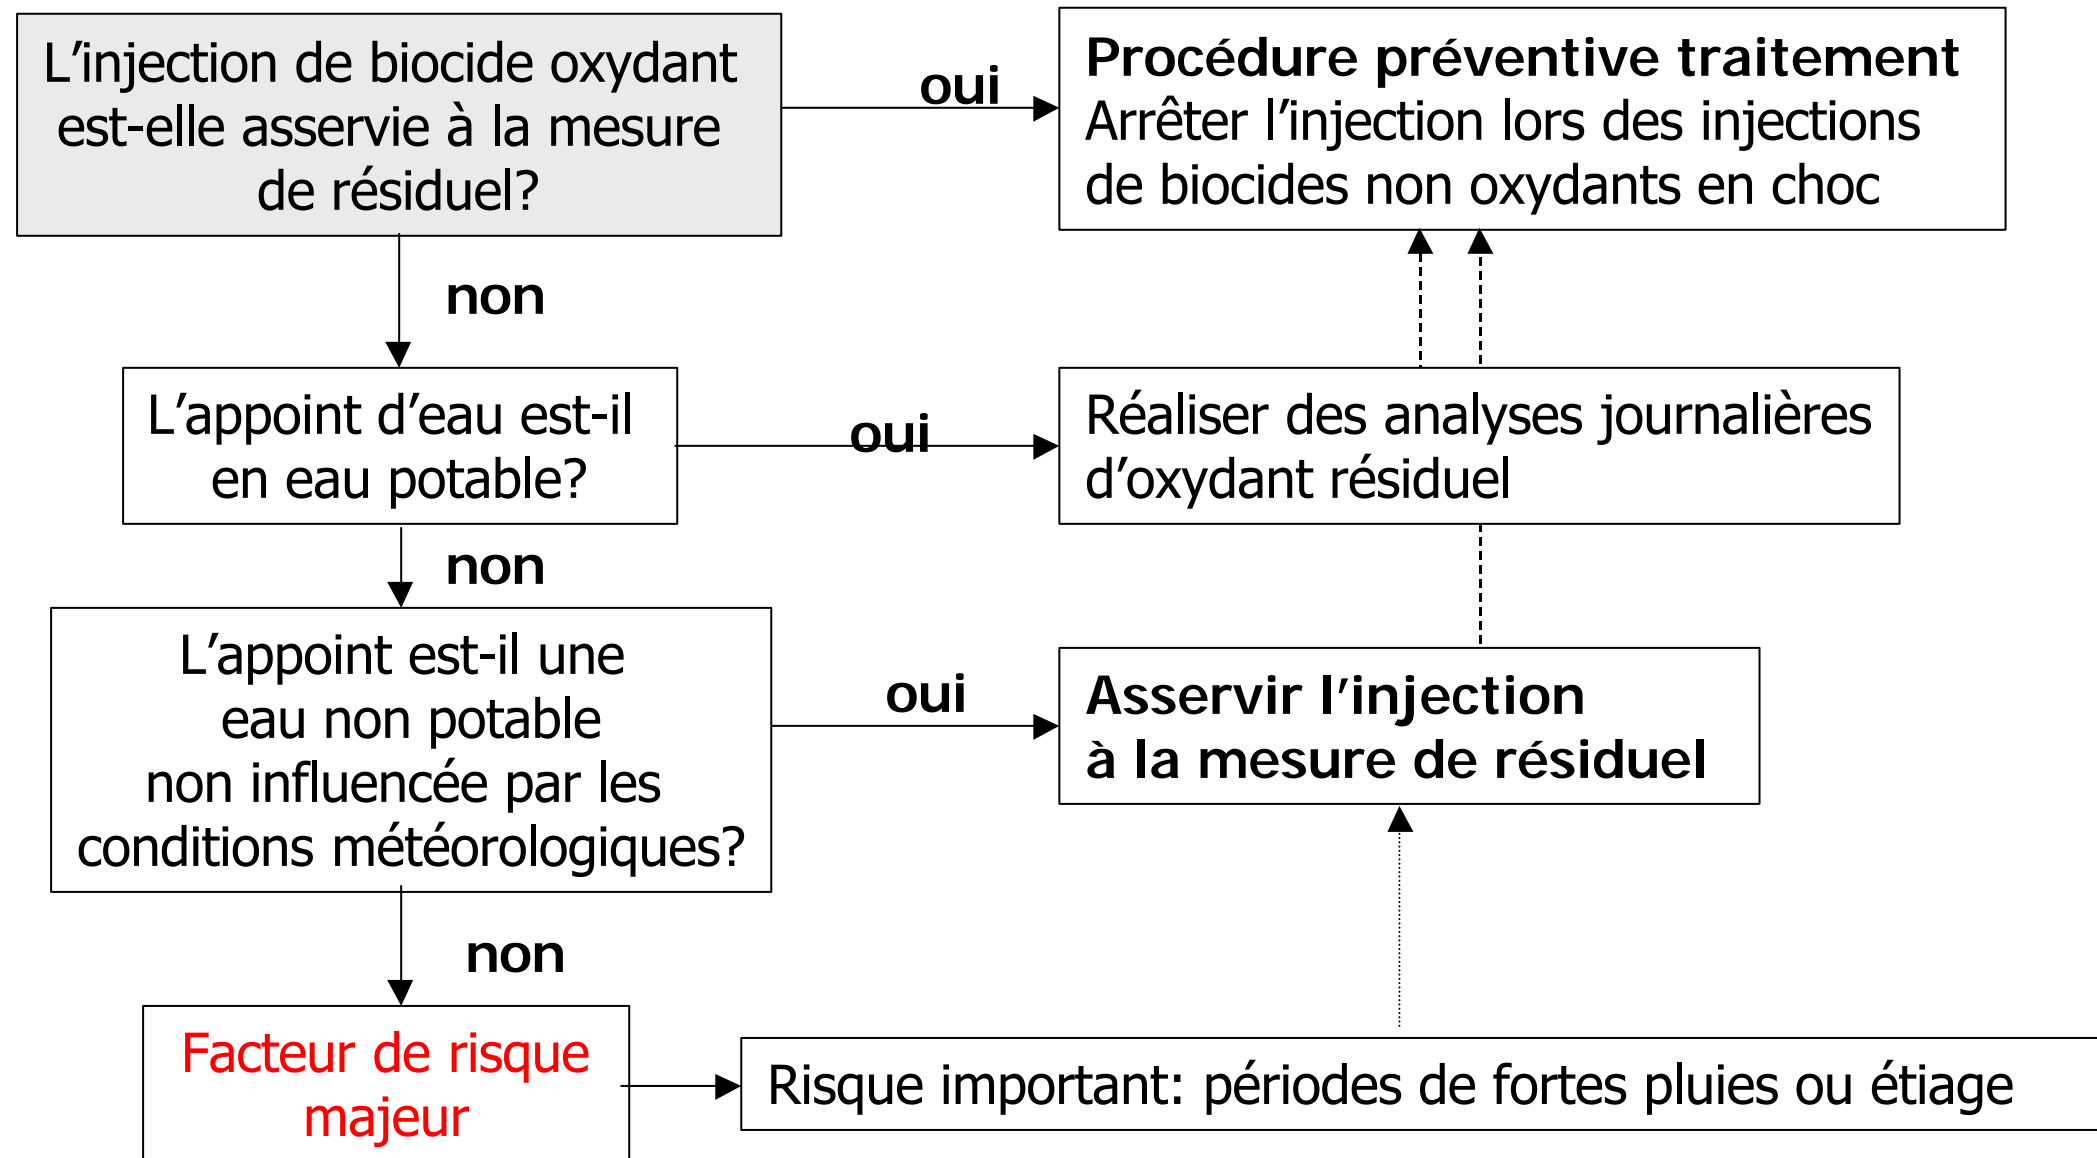 L'injection de biocide oxydant
est-elle asservie à la mesure
de résiduel?
oui
Procédure préventive traitement
Arrêter l'injection lors des injections
de biocides non oxydants en choc
non
L'appoint d'eau est-il
en eau potable?
oui
Réaliser des analyses journalières
d'oxydant résiduel
non
L'appoint est-il une
eau non potable
non influencée par les
conditions météorologiques?
oui
Asservir l'injection
à la mesure de résiduel
non
Facteur de risque
majeur
Risque important: périodes de fortes pluies ou étiage